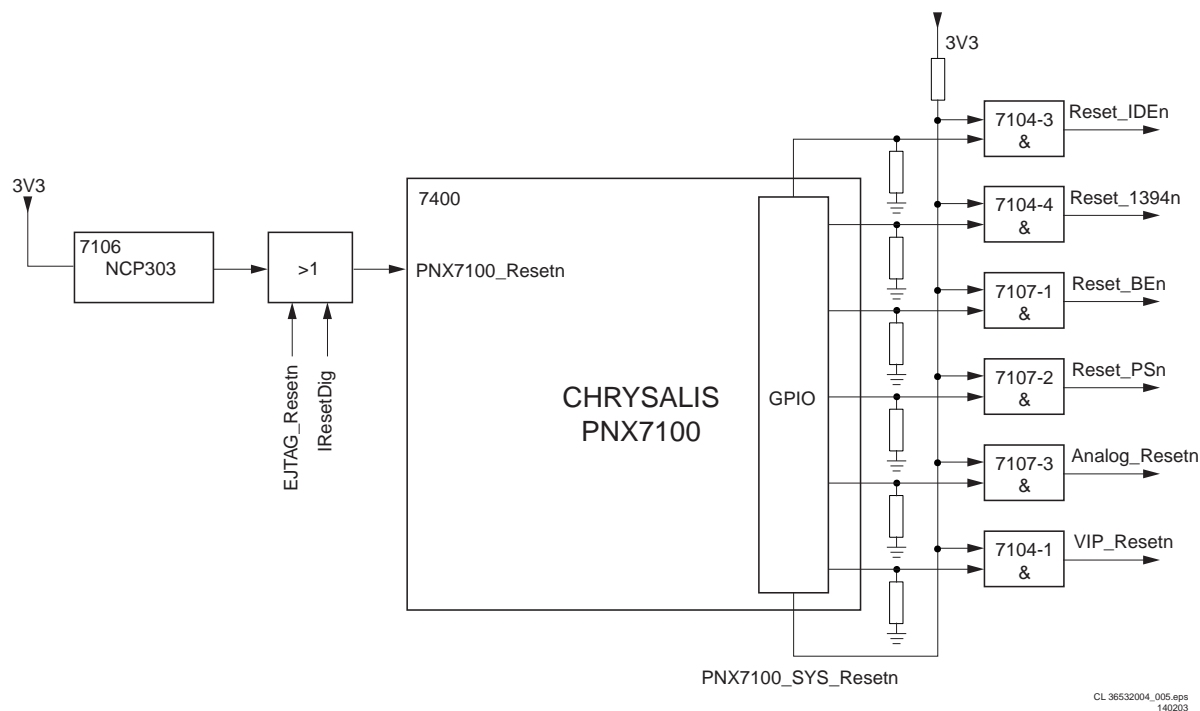 3V3
7104-3
&
Reset_IDEn
7104-4
&
Reset_1394n
7107-1
&
Reset_BEn
7107-2
&
Reset_PSn
7107-3
&
Analog_Resetn
7104-1
&
VIP_Resetn
3V3
7106
NCP303
>1
EJTAG_Resetn
IResetDig
7400
PNX7100_Resetn
CHRYSALIS
PNX7100
GPIO
PNX7100_SYS_Resetn
CL 36532004_005.eps
140203